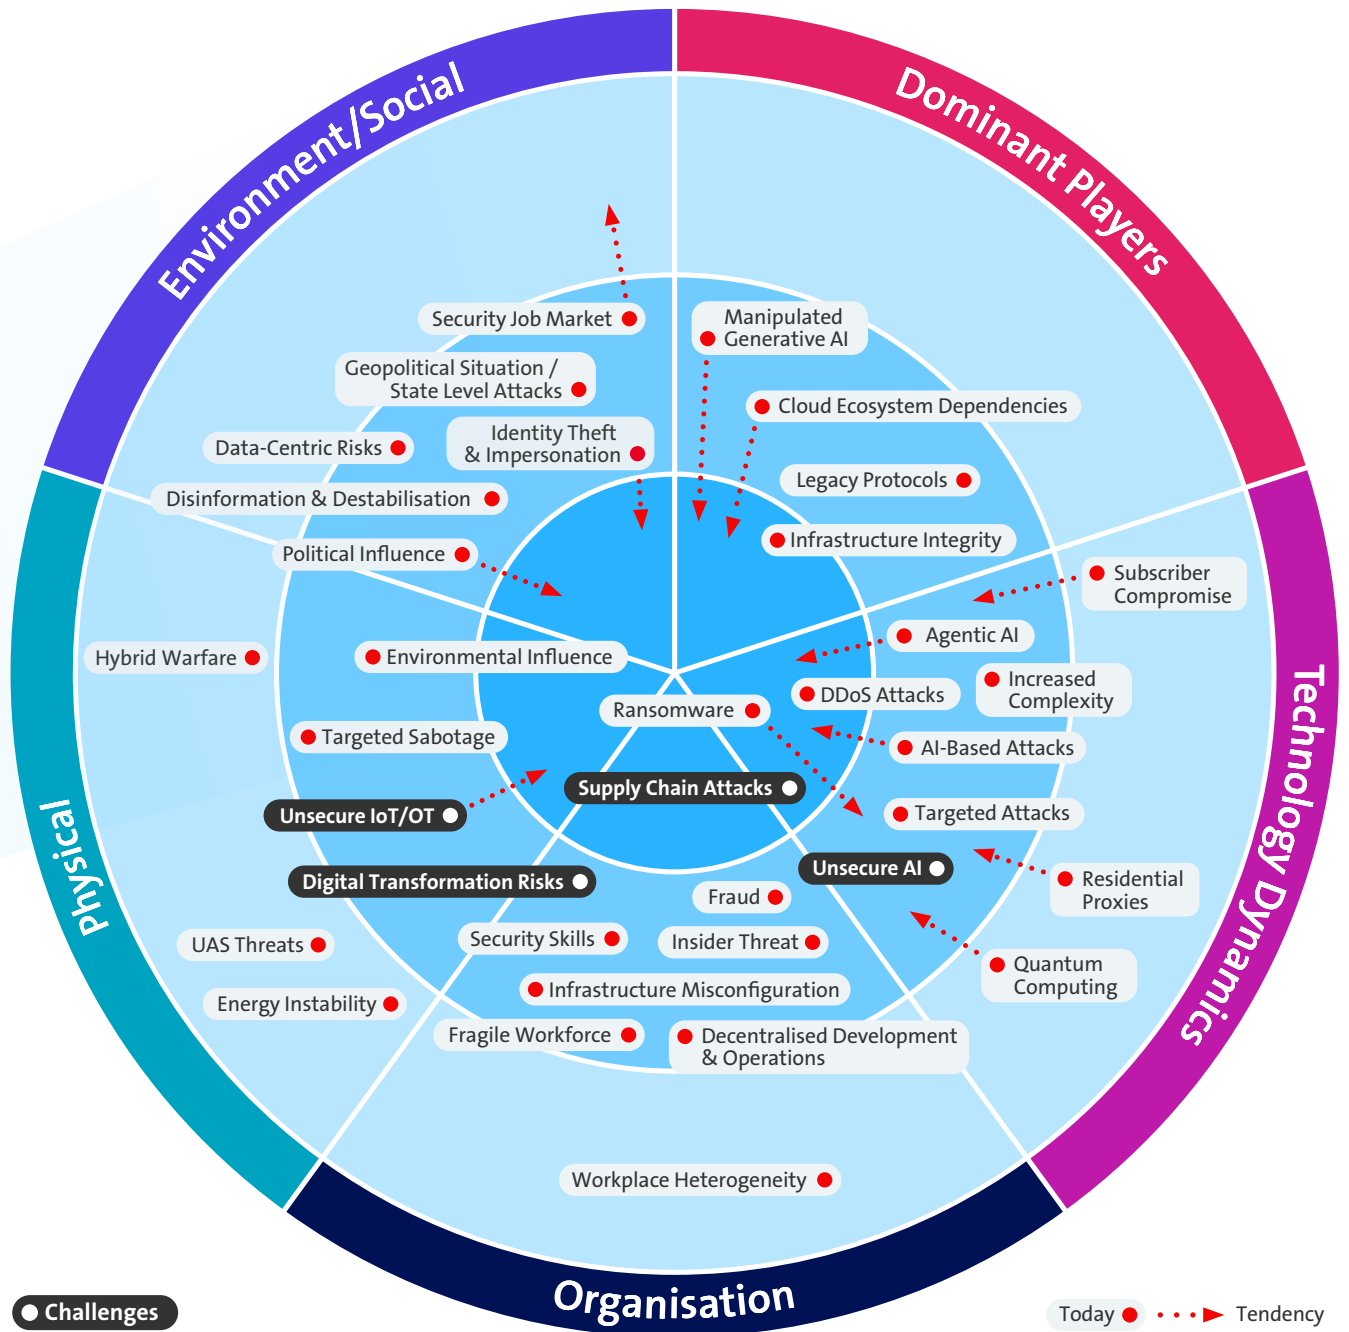 Environment/Social
Dominant Players
Security Job Market
Manipulated
Generative AI
Geopolitical Situation /
State Level Attacks
Cloud Ecosystem Dependencies
Data-Centric Risks
Identity Theft
& Impersonation
Legacy Protocols
Disinformation & Destabilisation
Infrastructure Integrity
Political Influence
Subscriber
Compromise
Agentic AI
Hybrid Warfare
Environmental Influence
Increased
Complexity
DDoS Attacks
Ransomware
Targeted Sabotage
AI-Based Attacks
Supply Chain Attacks
Unsecure IoT/OT
Targeted Attacks
Technology Dynamics
Physical
Unsecure AI
Digital Transformation Risks
Residential
Proxies
Fraud
Security Skills
Insider Threat
UAS Threats
Quantum
Computing
Infrastructure Misconfiguration
Energy Instability
Fragile Workforce
Decentralised Development
& Operations
Workplace Heterogeneity
Organisation
Challenges
Today
Tendency